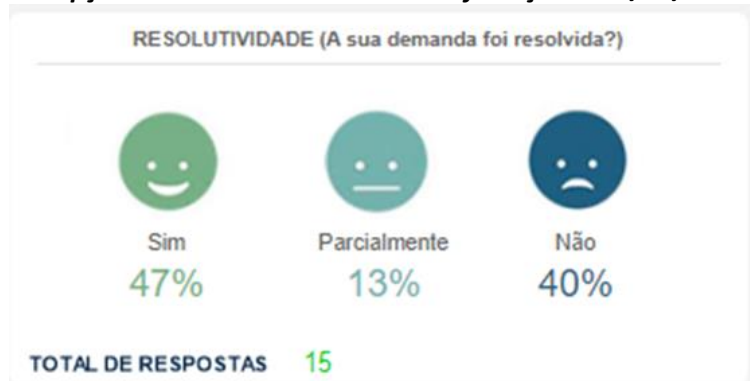 RESOLUTIVIDADE (A sua demanda foi resolvida?)
Sim Parcialmente Não
47% 13% 40%
TOTAL DE RESPOSTAS 15